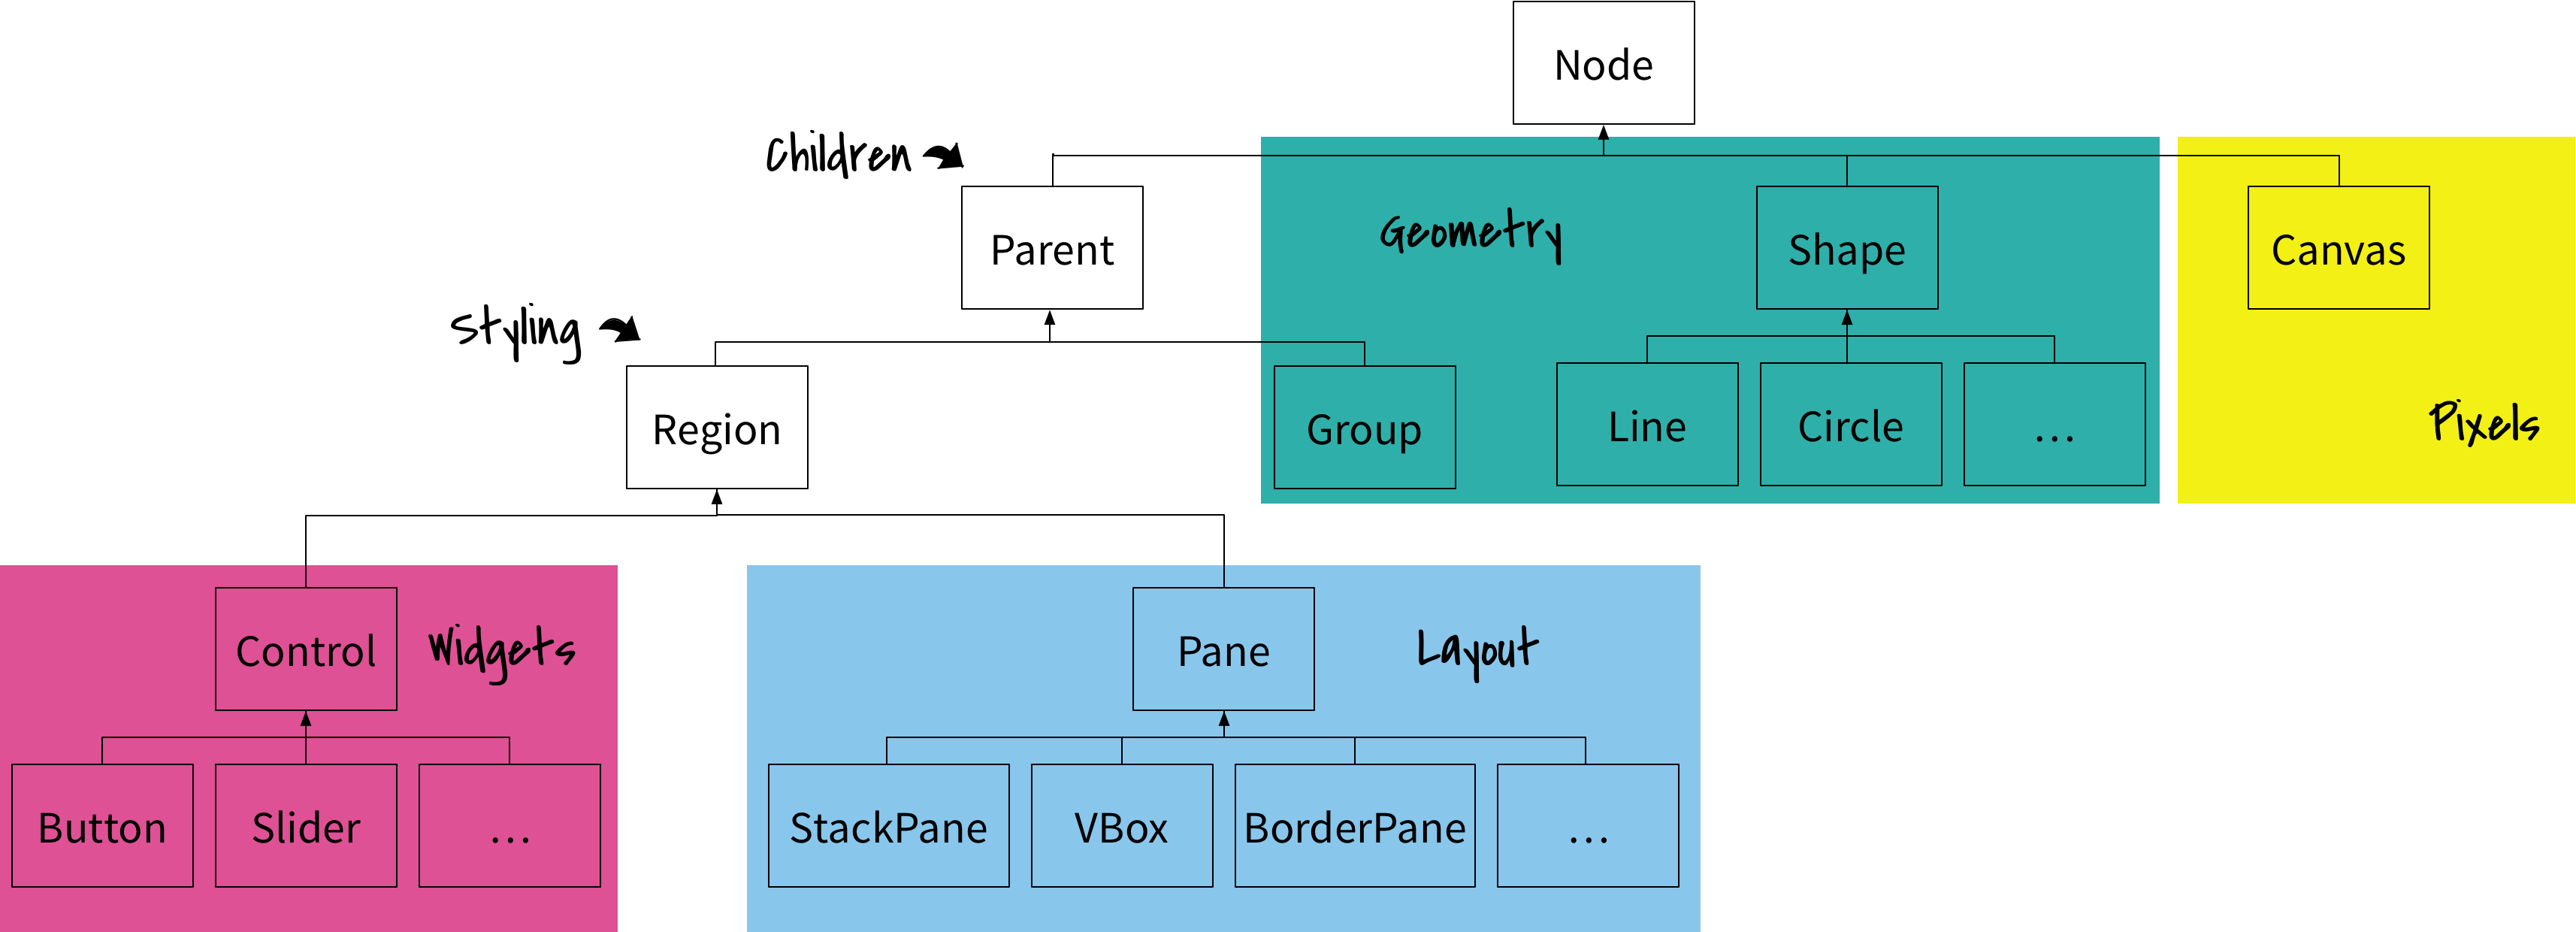 Node
Children
Parent
Geometry
Shape
Canvas
Styling
Region
Group
Line
Circle
...
Pixels
Control
Widgets
Pane
Layout
Button
Slider
...
StackPane
VBox
BorderPane
...